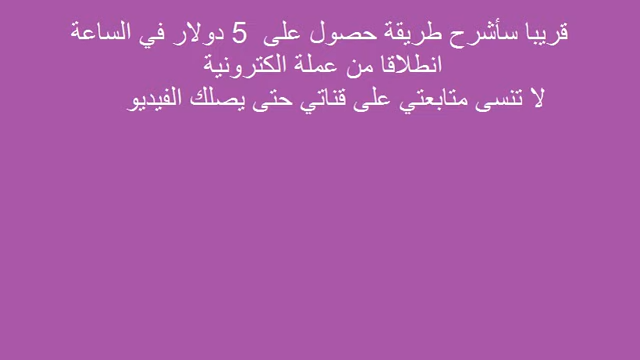 قريبا سأشرح طريقة حصول على 5 دولار في الساعة
انطلاقا من عملة الكترونية
لا تنسى متابعتي على قناتي حتى يصلك الفيديو